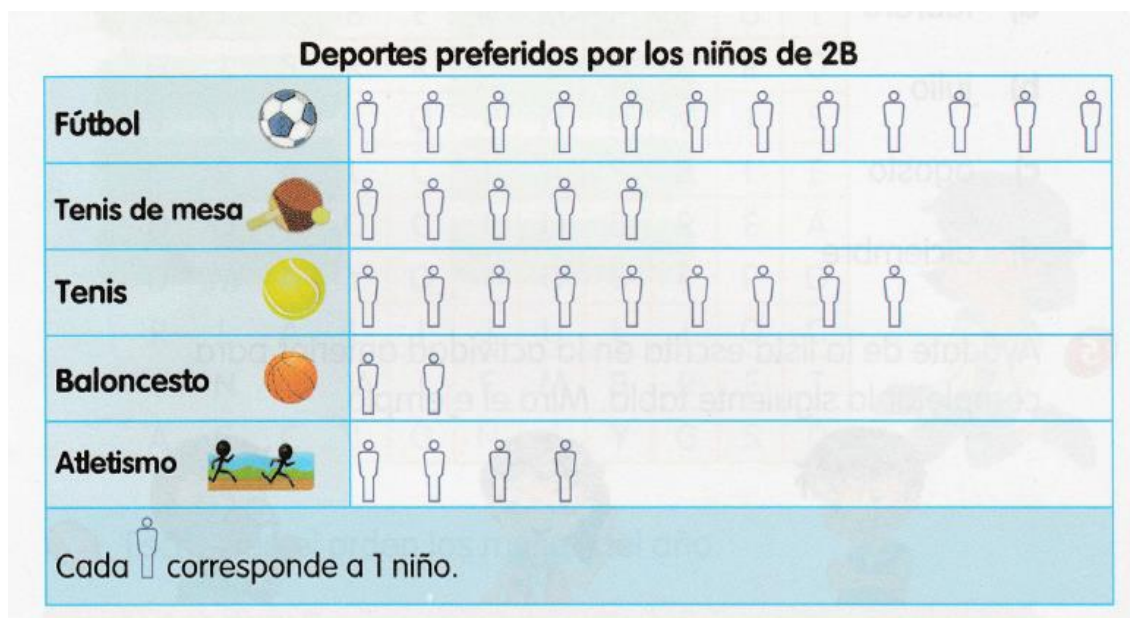 Deportes preferidos por los niños de 2B
Fútbol
Tenis de mesa
Tenis
Baloncesto
Atletismo
Cada corresponde a 1 niño.